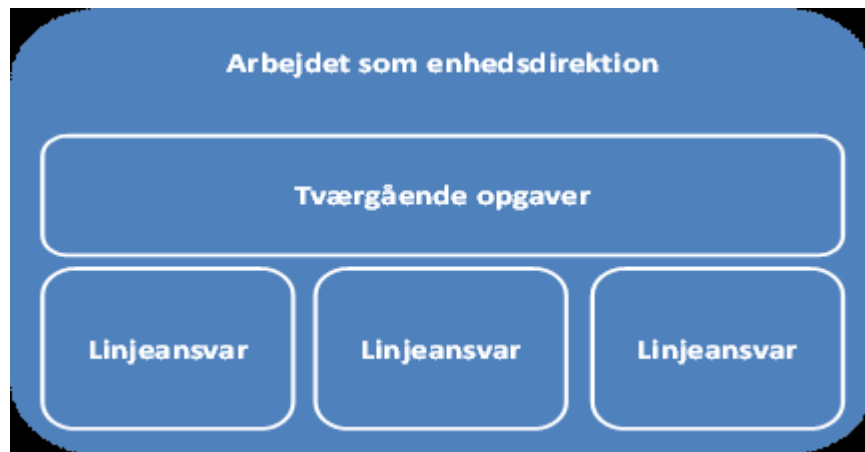 Arbejdet som enhedsdirektion
Tværgående opgaver
Linjeansvar Linjeansvar Linjeansvar